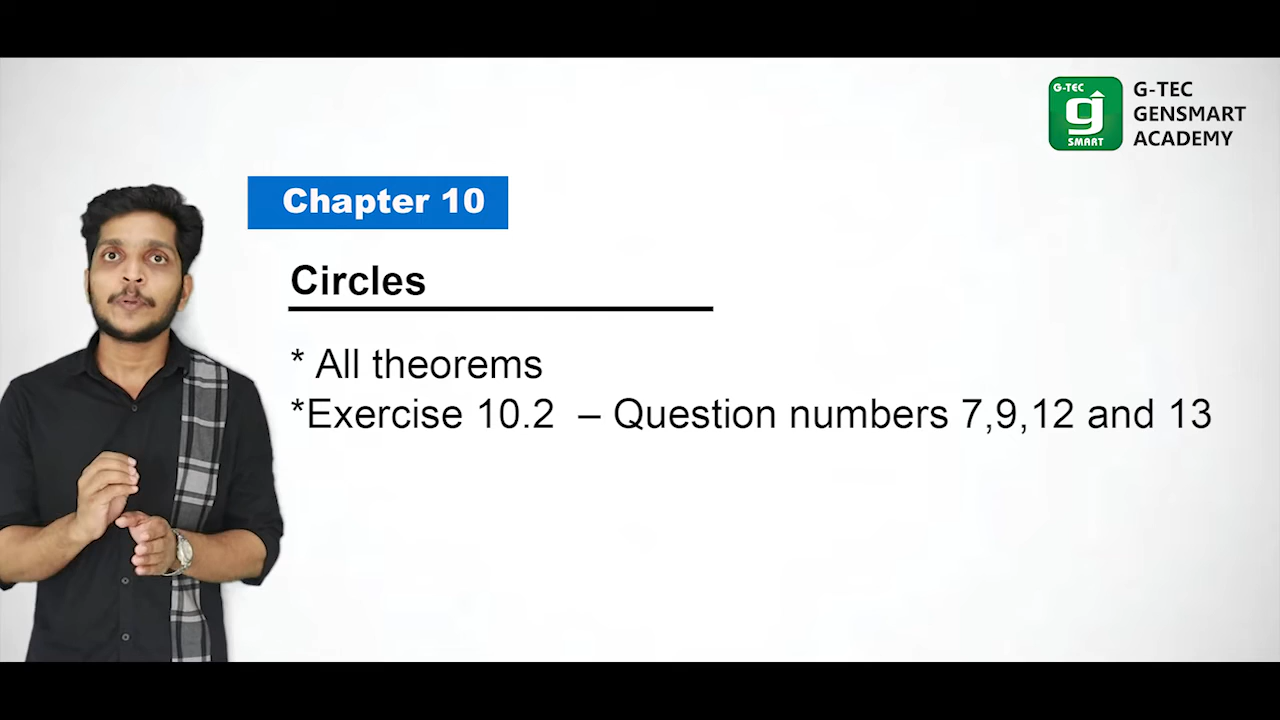 G-TEC
g
SMART
G-TEC
GENSMART
ACADEMY
Chapter 10
Circles
* All theorems
*Exercise 10.2 – Question numbers 7,9,12 and 13